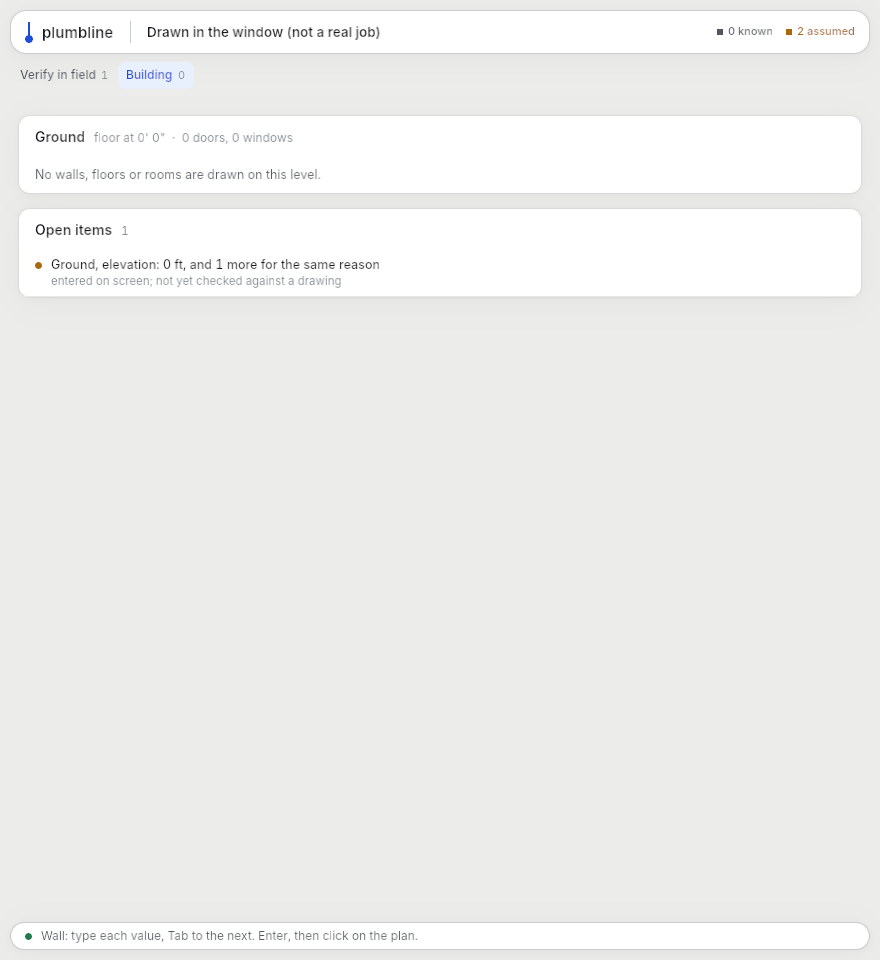 plumbline
Drawn in the window (not a real job)
0 known
2 assumed
Verify in field 1
Building 0
Ground floor at 0' 0" · 0 doors, 0 windows
No walls, floors or rooms are drawn on this level.
Open items 1
Ground, elevation: 0 ft, and 1 more for the same reason
entered on screen; not yet checked against a drawing
Wall: type each value, Tab to the next. Enter, then click on the plan.